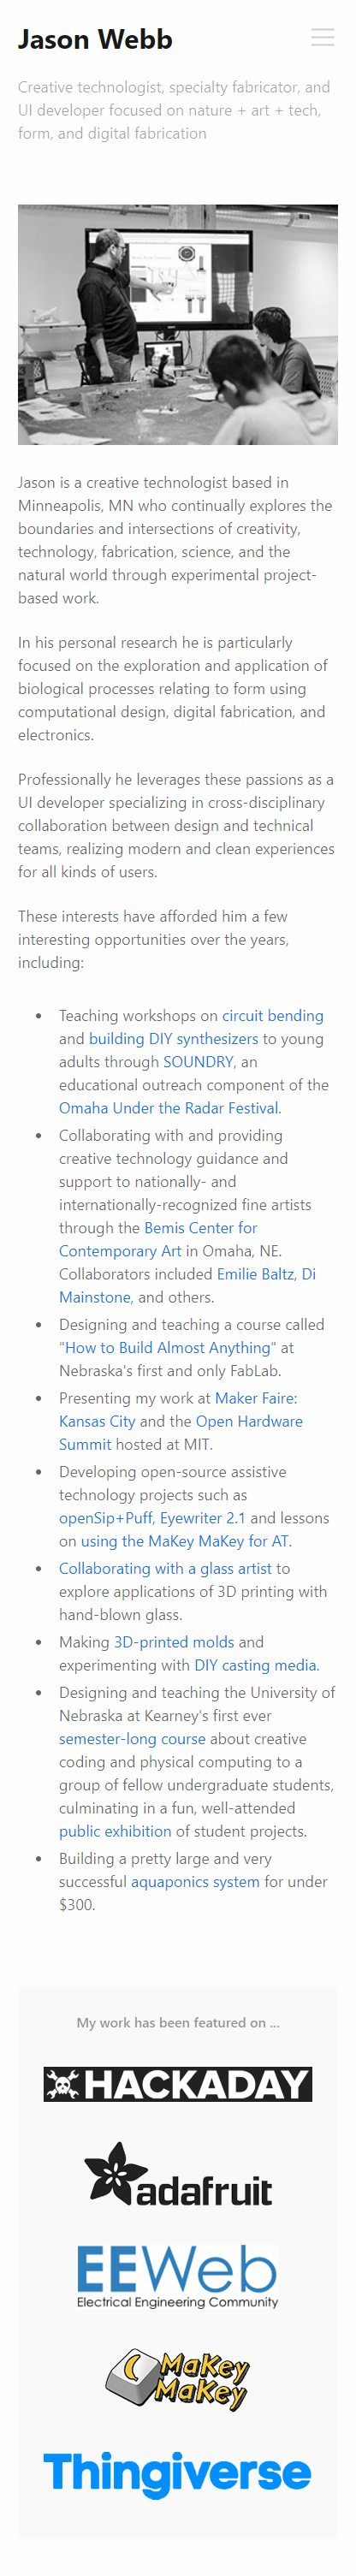 Jason Webb
Creative technologist, specialty fabricator, and
UI developer focused on nature + art + tech,
form, and digital fabrication
Jason is a creative technologist based in
Minneapolis, MN who continually explores the
boundaries and intersections of creativity,
technology, fabrication, science, and the
natural world through experimental project-
based work.
In his personal research he is particularly
focused on the exploration and application of
biological processes relating to form using
computational design, digital fabrication, and
electronics.
Professionally he leverages these passions as a
UI developer specializing in cross-disciplinary
collaboration between design and technical
teams, realizing modern and clean experiences
for all kinds of users.
These interests have afforded him a few
interesting opportunities over the years,
including:
• Teaching workshops on circuit bending
and building DIY synthesizers to young
adults through SOUNDRY, an
educational outreach component of the
Omaha Under the Radar Festival.
• Collaborating with and providing
creative technology guidance and
support to nationally- and
internationally-recognized fine artists
through the Bemis Center for
Contemporary Art in Omaha, NE.
Collaborators included Emilie Baltz, Di
Mainstone, and others.
• Designing and teaching a course called
"How to Build Almost Anything" at
Nebraska's first and only FabLab.
• Presenting my work at Maker Faire:
Kansas City and the Open Hardware
Summit hosted at MIT.
• Developing open-source assistive
technology projects such as
openSip+Puff, Eyewriter 2.1 and lessons
on using the MaKey MaKey for AT.
• Collaborating with a glass artist to
explore applications of 3D printing with
hand-blown glass.
• Making 3D-printed molds and
experimenting with DIY casting media.
• Designing and teaching the University of
Nebraska at Kearney's first ever
semester-long course about creative
coding and physical computing to a
group of fellow undergraduate students,
culminating in a fun, well-attended
public exhibition of student projects.
• Building a pretty large and very
successful aquaponics system for under
$300.
My work has been featured on ...
HACKADAY
adafruit
EEWeb
Electrical Engineering Community
MaKey
MaKey
Thingiverse